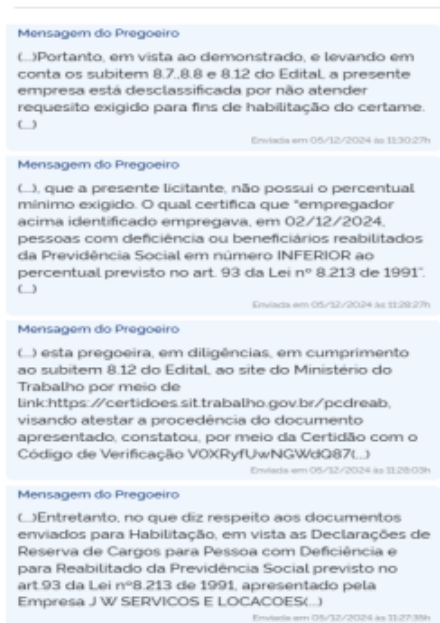 Mensagem do Pregoeiro
(...)Portanto, em vista ao demonstrado, e levando em
conta os subitem 8.7.,8.8 e 8.12 do Edital, a presente
empresa está desclassificada por não atender
requesito exigido para fins de habilitação do certame.
(...)
Enviada em 05/12/2024 às 11:30:27h
Mensagem do Pregoeiro
(...), que a presente licitante, não possui o percentual
mínimo exigido. O qual certifica que "empregador
acima identificado empregava, em 02/12/2024,
pessoas com deficiência ou beneficiários reabilitados
da Previdência Social em número INFERIOR ao
percentual previsto no art. 93 da Lei nº 8.213 de 1991".
(...)
Enviada em 05/12/2024 às 11:28:27h
Mensagem do Pregoeiro
(...) esta pregoeira, em diligências, em cumprimento
ao subitem 8.12 do Edital, ao site do Ministério do
Trabalho por meio de
link:https://certidoes.sit.trabalho.gov.br/pcdreab,
visando atestar a procedência do documento
apresentado, constatou, por meio da Certidão com o
Código de Verificação V0XRyfUwNGWdQ87(...)
Enviada em 05/12/2024 às 11:28:03h
Mensagem do Pregoeiro
(...)Entretanto, no que diz respeito aos documentos
enviados para Habilitação, em vista as Declarações de
Reserva de Cargos para Pessoa com Deficiência e
para Reabilitado da Previdência Social previsto no
art.93 da Lei nº8.213 de 1991, apresentado pela
Empresa J W SERVICOS E LOCACOES(...)
Enviada em 05/12/2024 às 11:27:35h